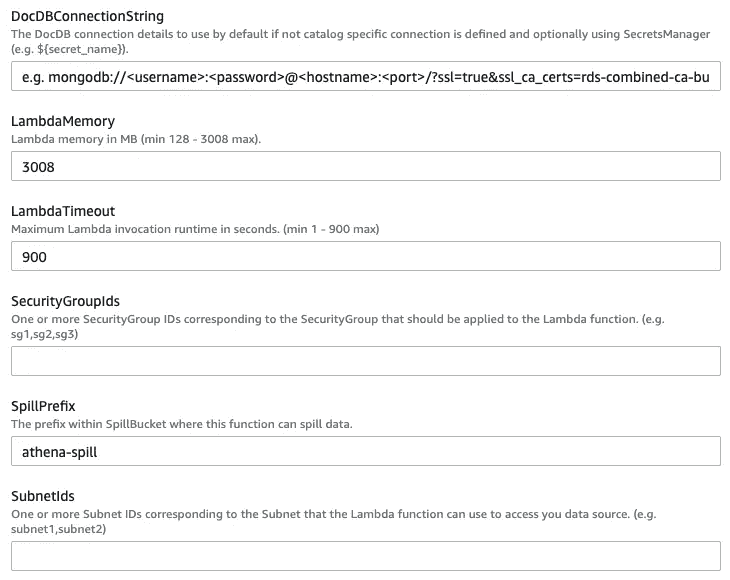 DocDBConnectionString
The DocDB connection details to use by default if not catalog specific connection is defined and optionally using SecretsManager
(e.g. ${secret_name}).
e.g. mongodb://<username>:<password>@<hostname>:<port>/?ssl=true&ssl_ca_certs=rds-combined-ca-bu
LambdaMemory
Lambda memory in MB (min 128 - 3008 max).
3008
LambdaTimeout
Maximum Lambda invocation runtime in seconds. (min 1 - 900 max)
900
SecurityGroupIds
One or more SecurityGroup IDs corresponding to the SecurityGroup that should be applied to the Lambda function. (e.g.
sg1,sg2,sg3)
SpillPrefix
The prefix within SpillBucket where this function can spill data.
athena-spill
SubnetIds
One or more Subnet IDs corresponding to the Subnet that the Lambda function can use to access you data source. (e.g.
subnet1,subnet2)